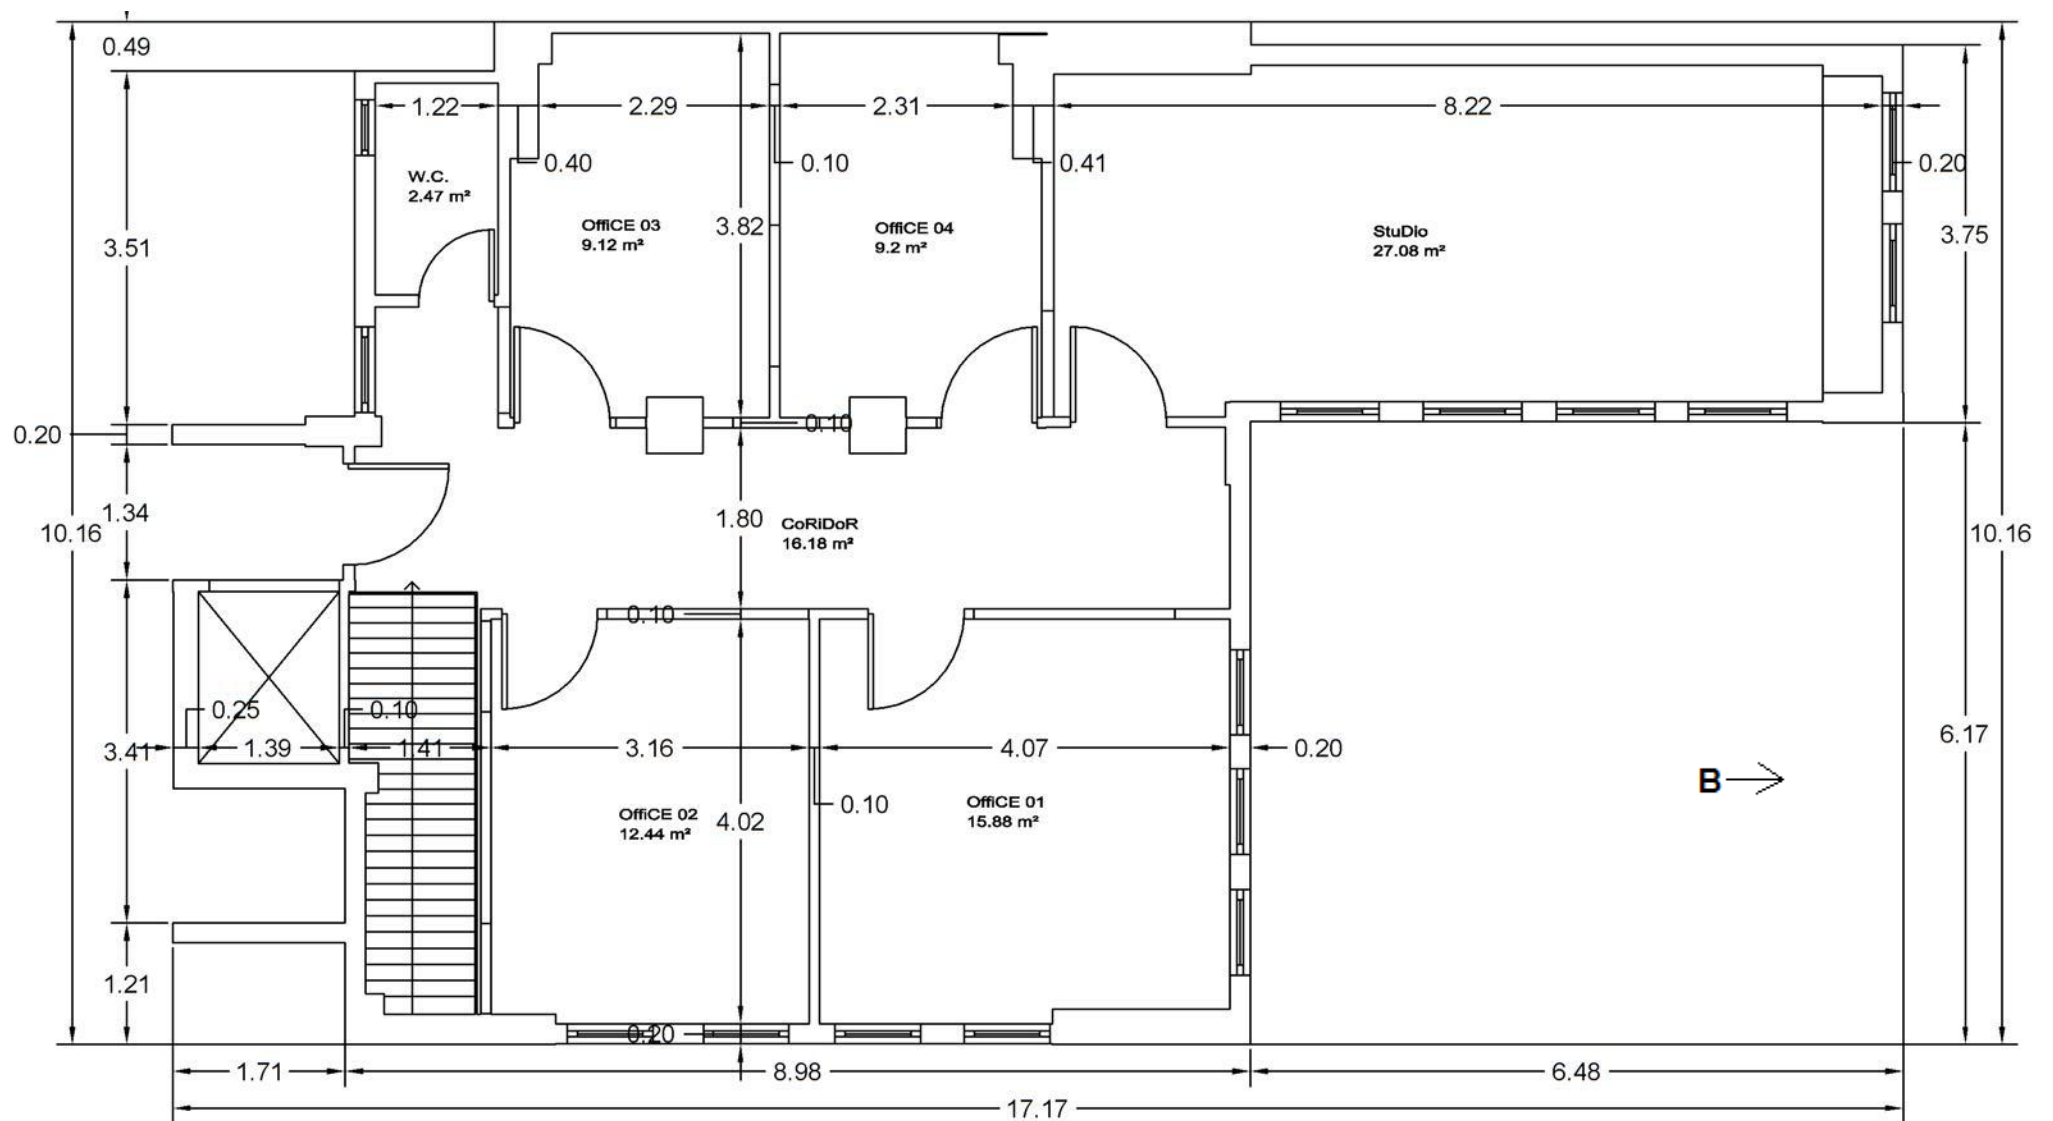 0.49
1.22
2.29
2.31
8.22
0.40
0.10
0.41
0.20
W.C.
2.47 m²
OffiCE 03
9.12 m²
3.82
OffiCE 04
9.2 m²
StuDio
27.08 m²
3.51
3.75
0.20
0.10
1.34
10.16
1.80
CoRiDoR
16.18 m²
10.16
0.10
0.25
0.10
3.41
1.39
1.41
3.16
4.07
0.20
6.17
B
OffiCE 02
12.44 m²
4.02
0.10
OffiCE 01
15.88 m²
1.21
0.20
1.71
8.98
6.48
17.17